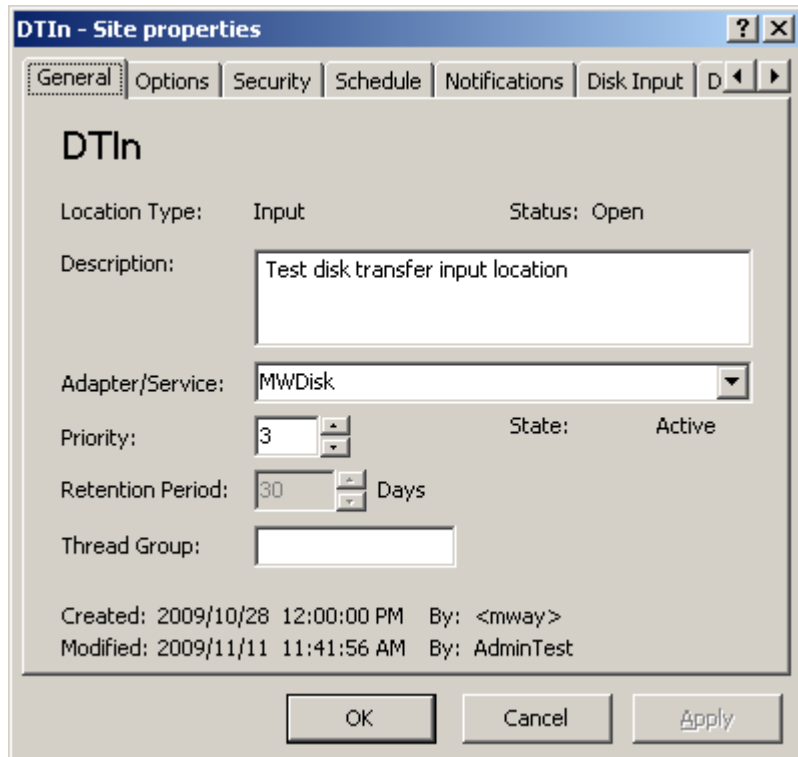 DTIn - Site properties
General Options Security Schedule Notifications Disk Input D
DTIn
Location Type: Input Status: Open
Description: Test disk transfer input location
Adapter/Service: MWDisk
Priority: 3 State: Active
Retention Period: 30 Days
Thread Group:
Created: 2009/10/28 12:00:00 PM By: <mway>
Modified: 2009/11/11 11:41:56 AM By: AdminTest
OK Cancel Apply